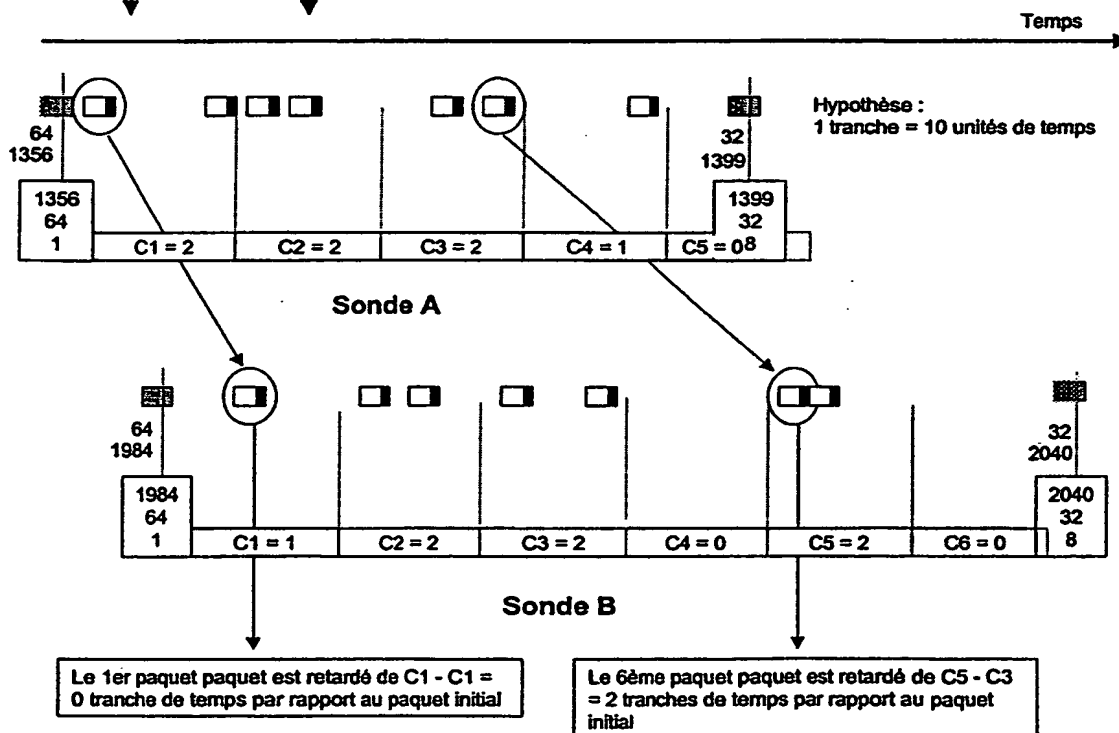 Temps
Hypothèse :
1 tranche = 10 unités de temps
64
1356
32
1399
1356
64
1
C1 = 2
C2 = 2
C3 = 2
C4 = 1
C5 = 0
1399
32
8
Sonde A
64
1984
32
2040
1984
64
1
C1 = 1
C2 = 2
C3 = 2
C4 = 0
C5 = 2
C6 = 0
2040
32
8
Sonde B
Le 1er paquet paquet est retardé de C1 - C1 =
0 tranche de temps par rapport au paquet initial
Le 6ème paquet paquet est retardé de C5 - C3
= 2 tranches de temps par rapport au paquet
initial